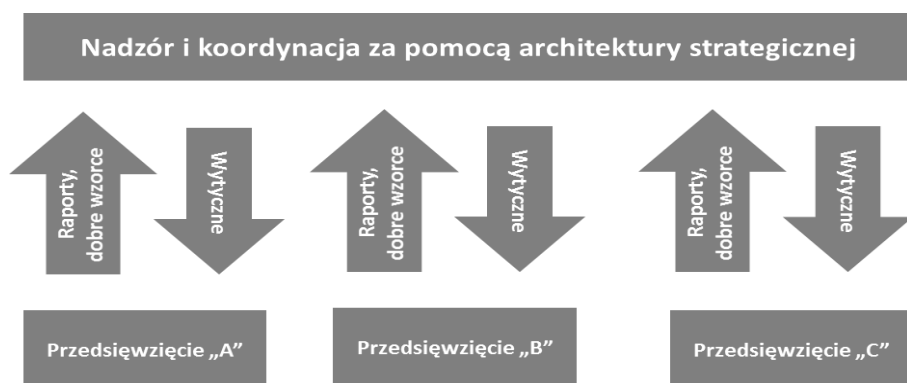 Nadzór i koordynacja za pomocą architektury strategicznej
Raporty,
dobre wzorce
Wytyczne
Raporty,
dobre wzorce
Wytyczne
Raporty,
dobre wzorce
Wytyczne
Przedsięwzięcie „A”
Przedsięwzięcie „B”
Przedsięwzięcie „C”